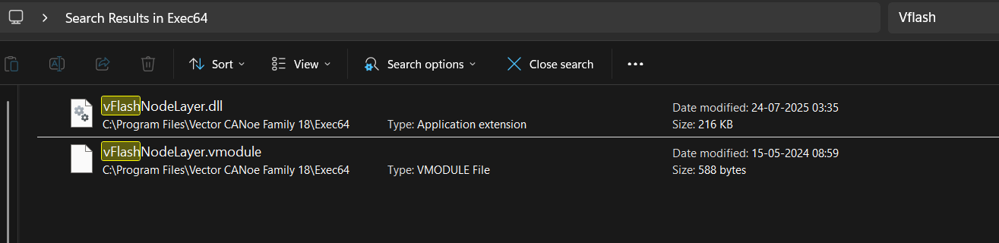 Search Results in Exec64
Vflash
Sort
View
Search options
Close search
vFlashNodeLayer.dll
Date modified: 24-07-2025 03:35
C:\Program Files\Vector CANoe Family 18\Exec64
Type: Application extension
Size: 216 KB
vFlashNodeLayer.vmodule
Date modified: 15-05-2024 08:59
C:\Program Files\Vector CANoe Family 18\Exec64
Type: VMODULE File
Size: 588 bytes